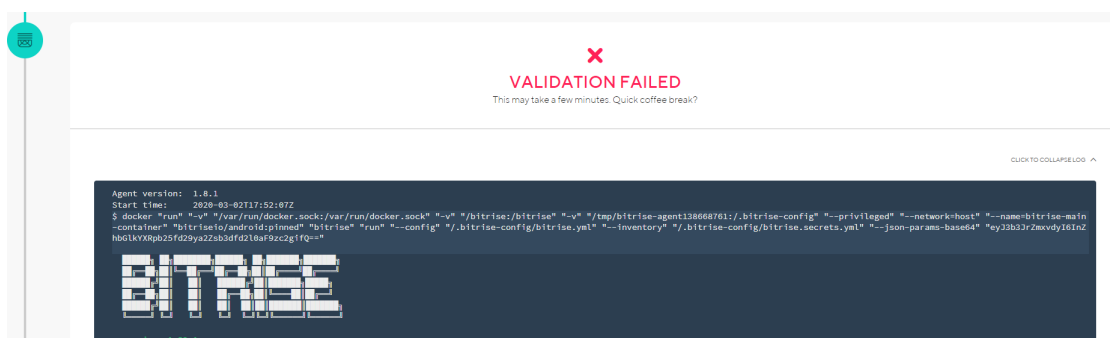 VALIDATION FAILED
This may take a few minutes. Quick coffee break?
CLICK TO COLLAPSE LOG
Agent version: 1.8.1
Start time: 2020-03-02T17:52:07Z
$ docker "run" "-v" "/var/run/docker.sock:/var/run/docker.sock" "-v" "/bitrise:/bitrise" "-v" "/tmp/bitrise-agent138668761:/.bitrise-config" "--privileged" "--network=host" "--name=bitrise-main
-container" "bitriseio/android:pinned" "bitrise" "run" "--config" "/.bitrise-config/bitrise.yml" "--inventory" "/.bitrise-config/bitrise.secrets.yml" "--json-params-base64" "eyJ3b3JrZmxvdyI6InZ
hbGlkYXRpb25fd29ya2Zsb3dfd2l0aF9zc2gifQ=="
BITRISE